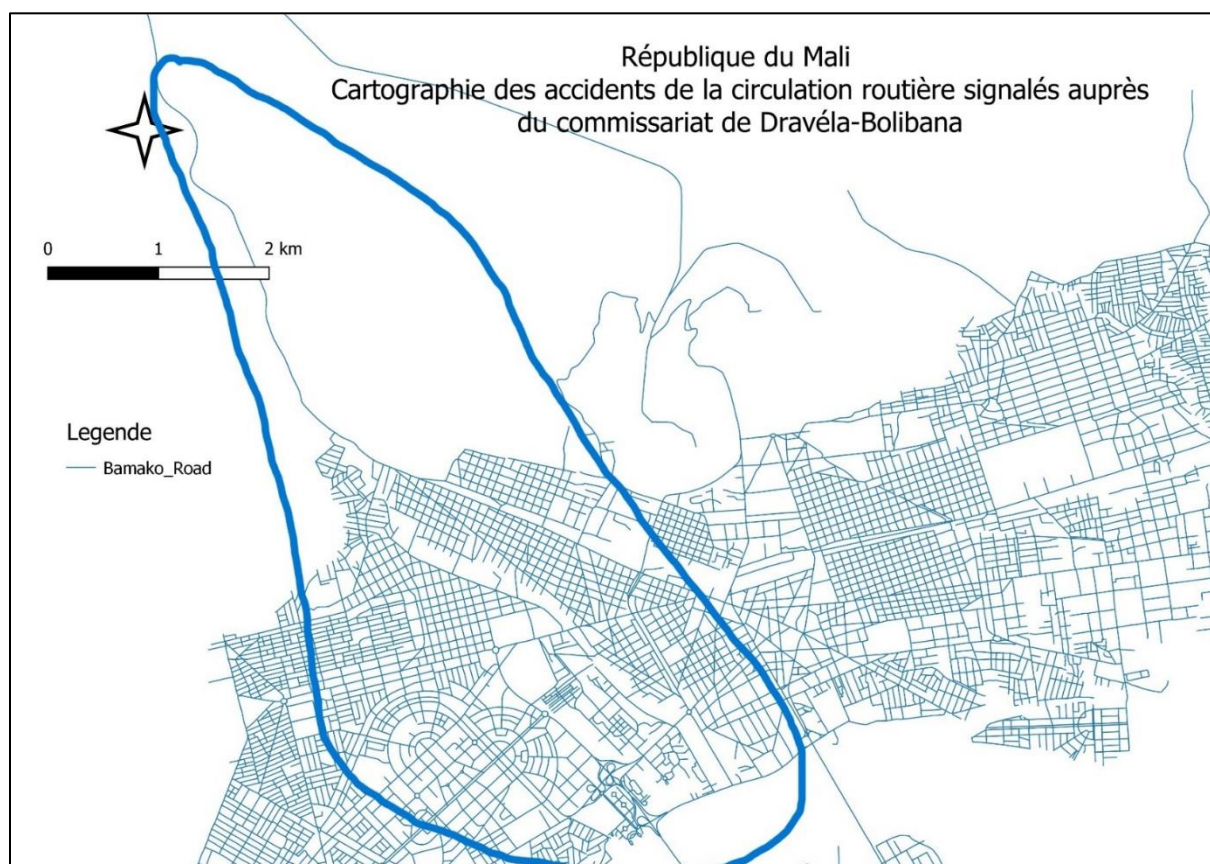 République du Mali
Cartographie des accidents de la circulation routière signalés auprès
du commissariat de Dravéla-Bolibana
0 1 2 km
Legende
Bamako_Road